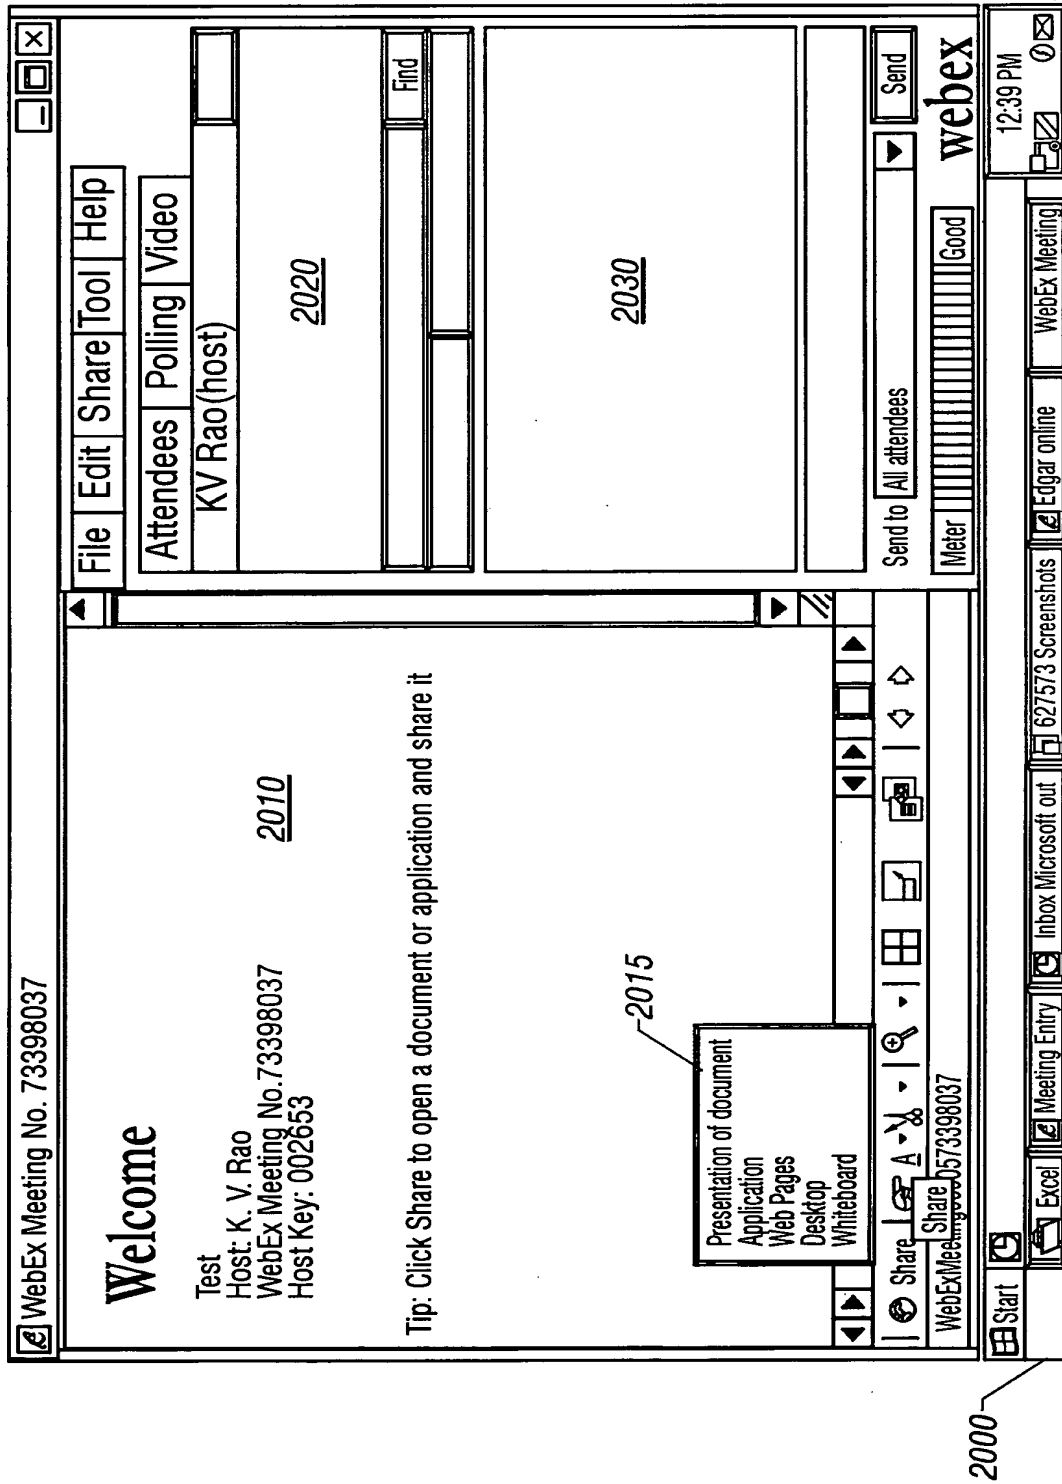 WebEx Meeting No. 73398037
File Edit Share Tool Help
Welcome
Test
Host: K. V. Rao
WebEx Meeting No.73398037
Host Key: 002653
2010
Tip: Click Share to open a document or application and share it
2015
Presentation of document
Application
Web Pages
Desktop
Whiteboard
Share
A
Share
Attendees Polling Video
KV Rao(host)
2020
Find
2030
Send to All attendees Send
Meter Good
webex
Start
12:39 PM
Excel Meeting Entry Inbox Microsoft out 627573 Screenshots Edgar online WebEx Meeting
2000